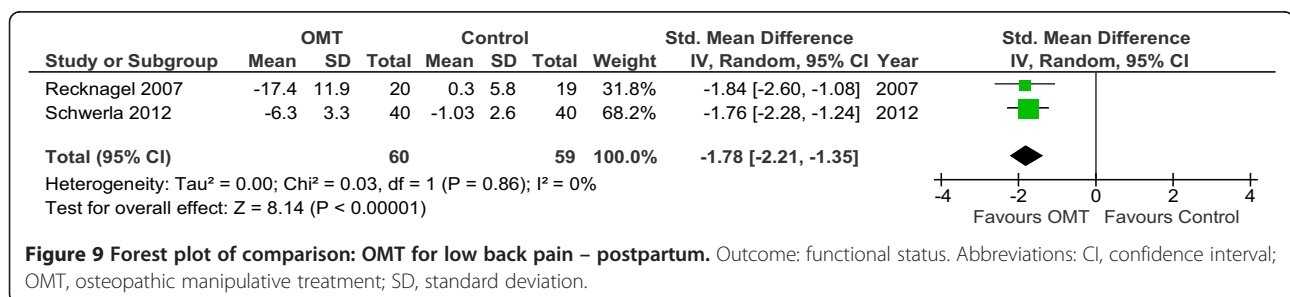 OMT Control Std. Mean Difference Std. Mean Difference
Study or Subgroup Mean SD Total Mean SD Total Weight IV, Random, 95% CI Year IV, Random, 95% CI
Recknagel 2007 -17.4 11.9 20 0.3 5.8 19 31.8% -1.84 [-2.60, -1.08] 2007
Schwerla 2012 -6.3 3.3 40 -1.03 2.6 40 68.2% -1.76 [-2.28, -1.24] 2012
Total (95% CI) 60 59 100.0% -1.78 [-2.21, -1.35]
Heterogeneity: Tau² = 0.00; Chi² = 0.03, df = 1 (P = 0.86); I² = 0%
Test for overall effect: Z = 8.14 (P < 0.00001)
-4 -2 0 2 4
Favours OMT Favours Control
Figure 9 Forest plot of comparison: OMT for low back pain – postpartum. Outcome: functional status. Abbreviations: CI, confidence interval;
OMT, osteopathic manipulative treatment; SD, standard deviation.